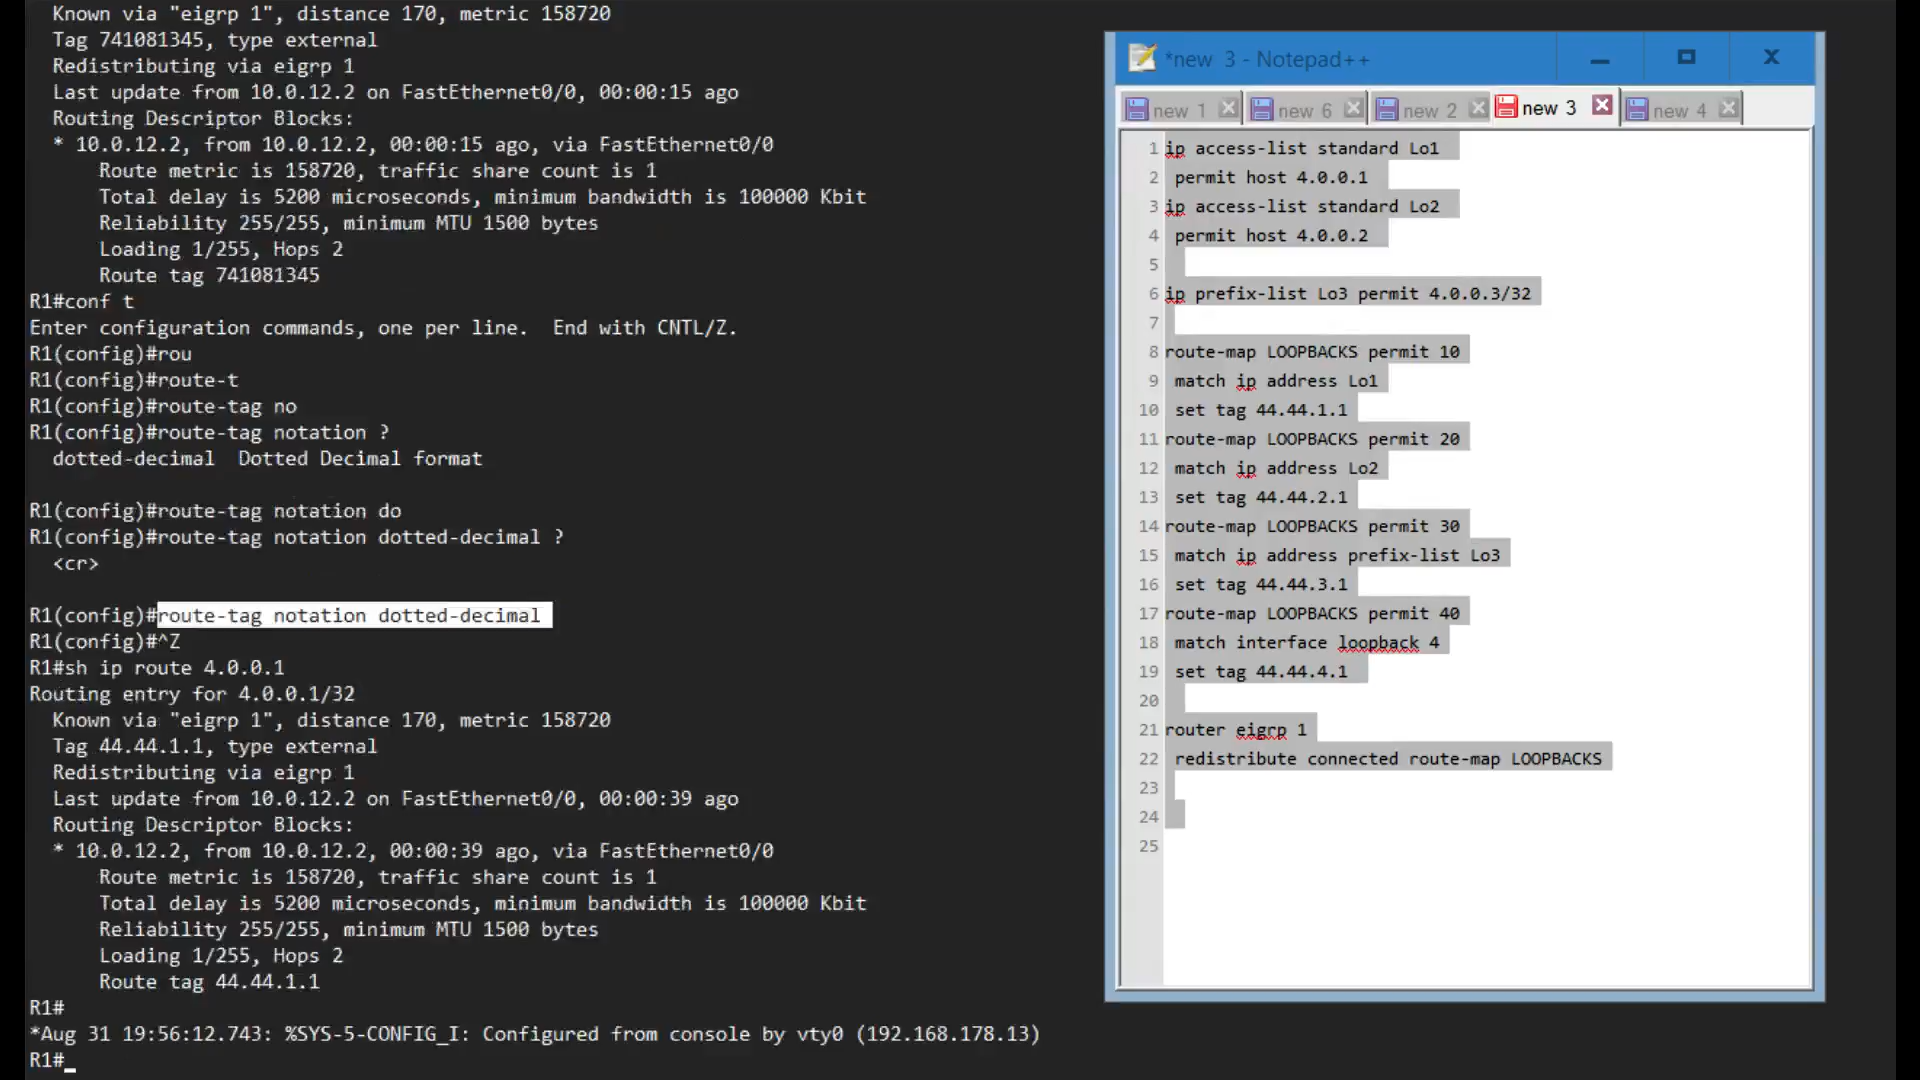 Known via "eigrp 1", distance 170, metric 158720
Tag 741081345, type external
Redistributing via eigrp 1
Last update from 10.0.12.2 on FastEthernet0/0, 00:00:15 ago
Routing Descriptor Blocks:
* 10.0.12.2, from 10.0.12.2, 00:00:15 ago, via FastEthernet0/0
Route metric is 158720, traffic share count is 1
Total delay is 5200 microseconds, minimum bandwidth is 100000 Kbit
Reliability 255/255, minimum MTU 1500 bytes
Loading 1/255, Hops 2
Route tag 741081345
R1#conf t
Enter configuration commands, one per line.  End with CNTL/Z.
R1(config)#rou
R1(config)#route-t
R1(config)#route-tag no
R1(config)#route-tag notation ?
dotted-decimal  Dotted Decimal format
R1(config)#route-tag notation do
R1(config)#route-tag notation dotted-decimal ?
<cr>
R1(config)#route-tag notation dotted-decimal
R1(config)#^Z
R1#sh ip route 4.0.0.1
Routing entry for 4.0.0.1/32
Known via "eigrp 1", distance 170, metric 158720
Tag 44.44.1.1, type external
Redistributing via eigrp 1
Last update from 10.0.12.2 on FastEthernet0/0, 00:00:39 ago
Routing Descriptor Blocks:
* 10.0.12.2, from 10.0.12.2, 00:00:39 ago, via FastEthernet0/0
Route metric is 158720, traffic share count is 1
Total delay is 5200 microseconds, minimum bandwidth is 100000 Kbit
Reliability 255/255, minimum MTU 1500 bytes
Loading 1/255, Hops 2
Route tag 44.44.1.1
R1#
*Aug 31 19:56:12.743: %SYS-5-CONFIG_I: Configured from console by vty0 (192.168.178.13)
R1#_
*new  3 - Notepad++
new 1 new 6 new 2 new 3 new 4
1 ip access-list standard Lo1
2 permit host 4.0.0.1
3 ip access-list standard Lo2
4 permit host 4.0.0.2
5
6 ip prefix-list Lo3 permit 4.0.0.3/32
7
8 route-map LOOPBACKS permit 10
9 match ip address Lo1
10 set tag 44.44.1.1
11 route-map LOOPBACKS permit 20
12 match ip address Lo2
13 set tag 44.44.2.1
14 route-map LOOPBACKS permit 30
15 match ip address prefix-list Lo3
16 set tag 44.44.3.1
17 route-map LOOPBACKS permit 40
18 match interface loopback 4
19 set tag 44.44.4.1
20
21 router eigrp 1
22 redistribute connected route-map LOOPBACKS
23
24
25